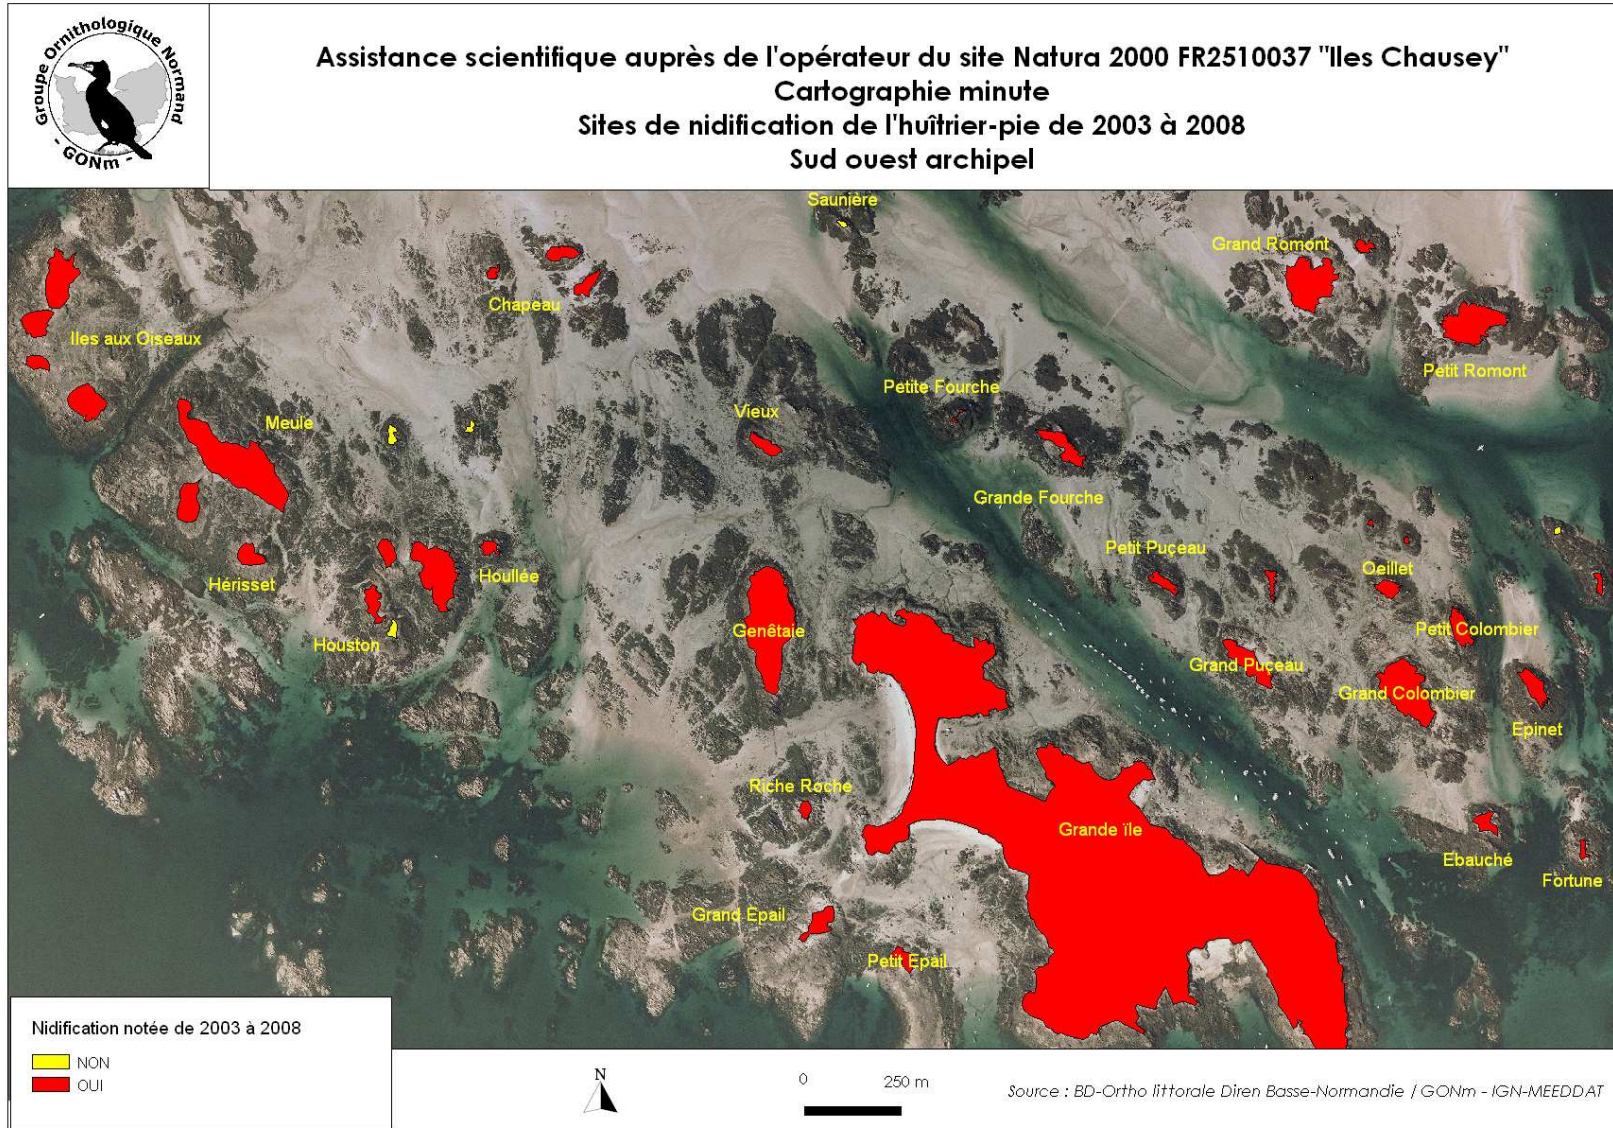 Groupe Ornithologique Normand
- GONm -
Assistance scientifique auprès de l'opérateur du site Natura 2000 FR2510037 "Iles Chausey"
Cartographie minute
Sites de nidification de l'huîtrier-pie de 2003 à 2008
Sud ouest archipel
Saunière
Grand Romont
Chapeau
Iles aux Oiseaux
Petit Romont
Petite Fourche
Vieux
Meule
Grande Fourche
Petit Puçeau
Oeillet
Houllée
Hérisset
Petit Colombier
Genêtaie
Houston
Grand Puçeau
Grand Colombier
Epinet
Riche Roche
Grande ïle
Ebauché
Fortune
Grand Epail
Petit Epail
Nidification notée de 2003 à 2008
NON
OUI
N
0 250 m
Source : BD-Ortho littorale Diren Basse-Normandie / GONm - IGN-MEEDDAT